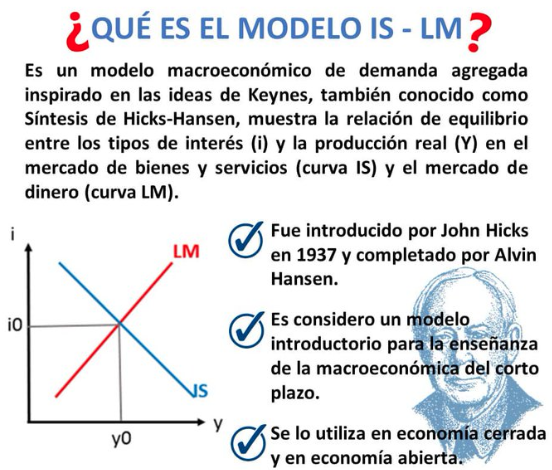 ¿QUÉ ES EL MODELO IS - LM?
Es un modelo macroeconómico de demanda agregada
inspirado en las ideas de Keynes, también conocido como
Síntesis de Hicks-Hansen, muestra la relación de equilibrio
entre los tipos de interés (i) y la producción real (Y) en el
mercado de bienes y servicios (curva IS) y el mercado de
dinero (curva LM).
i
LM
i0
IS
y0
y
Fue introducido por John Hicks
en 1937 y completado por Alvin
Hansen.
Es considero un modelo
introductorio para la enseñanza
de la macroeconómica del corto
plazo.
Se lo utiliza en economía cerrada
y en economía abierta.